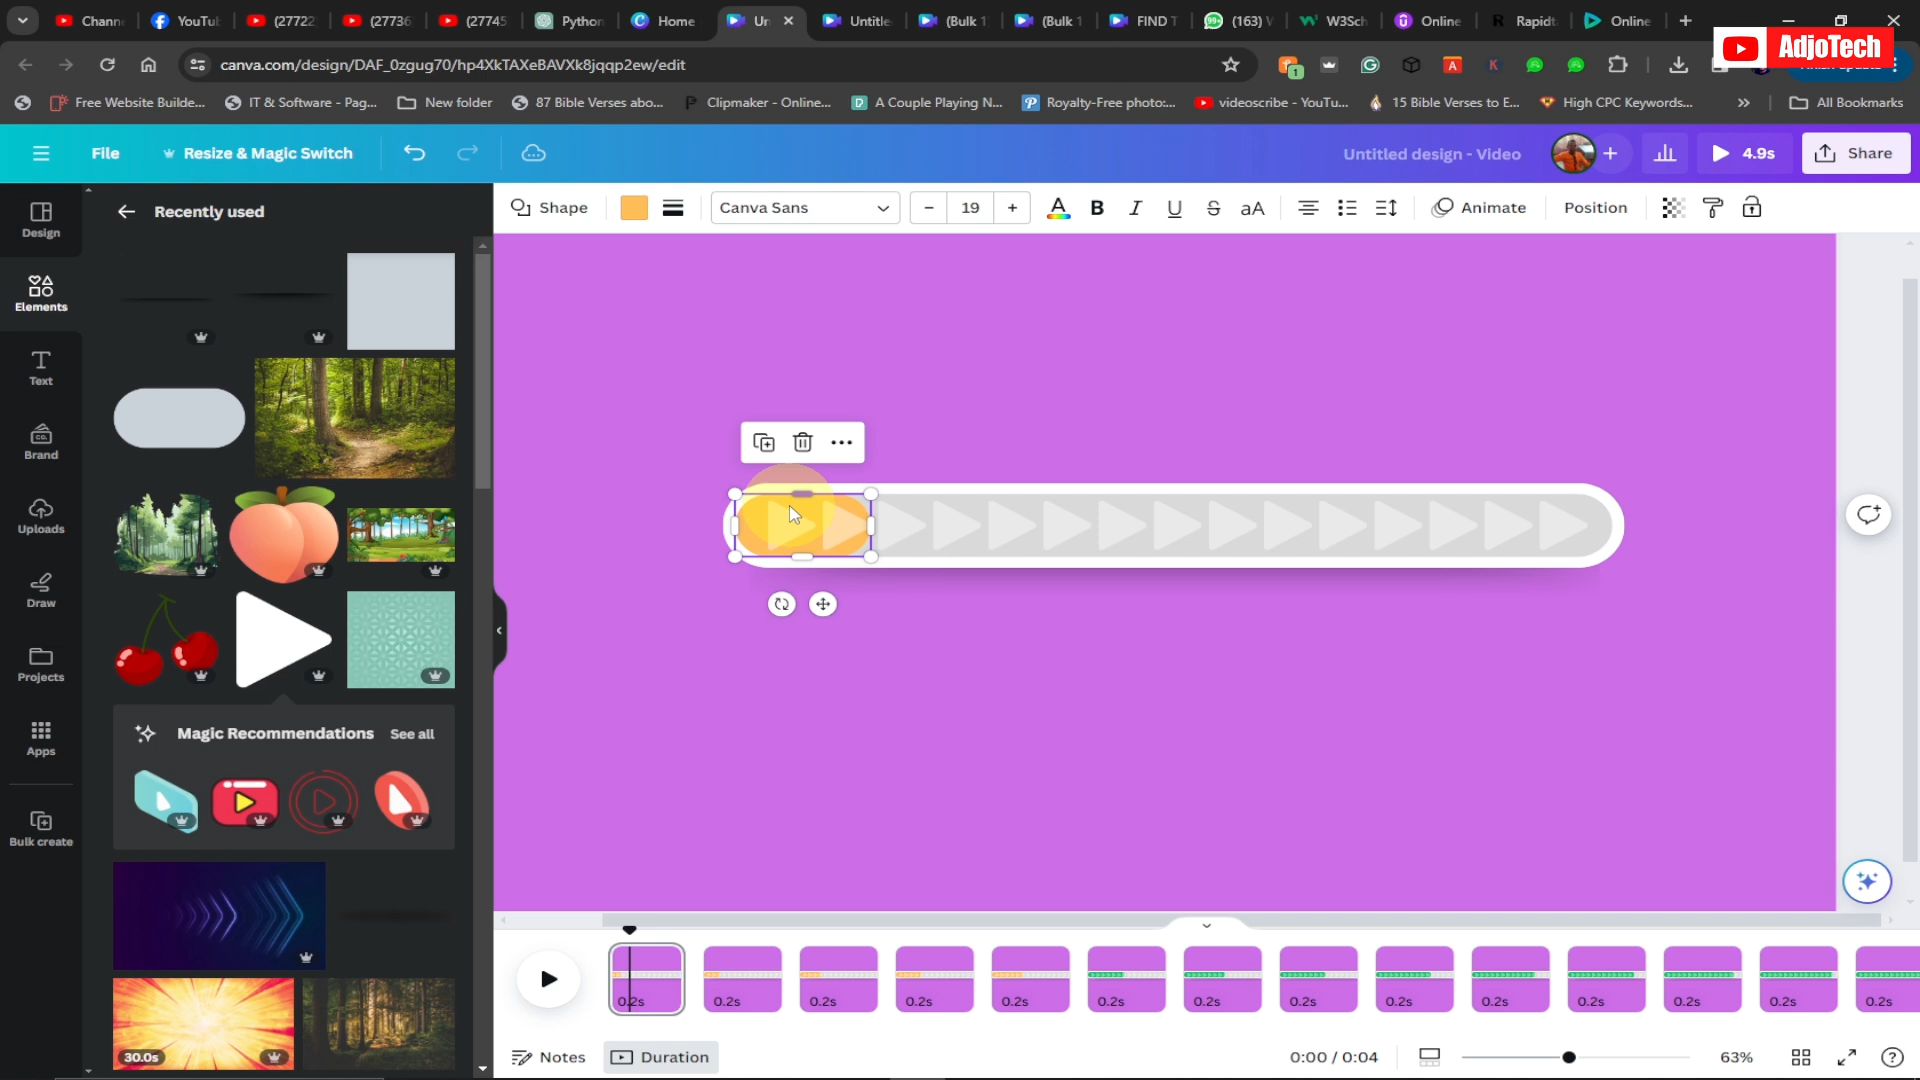 Chann
YouTu
(27722
(27736
(27745
Python
Home
Un
Untitle
(Bulk 1
(Bulk 1
FIND T
99+
(163) W
W3Sch
Online
Rapidt
Online
canva.com/design/DAF_0zgug70/hp4XkTAXeBAVXk8jqqp2ew/edit
1
AdjoTech
Free Website Builde...
IT & Software - Pag...
New folder
87 Bible Verses abo...
Clipmaker - Online...
A Couple Playing N...
Royalty-Free photo:...
videoscribe - YouTu...
15 Bible Verses to E...
High CPC Keywords...
»
All Bookmarks
File
Resize & Magic Switch
Untitled design - Video
4.9s
Share
Shape
Canva Sans
– 19 +
A
B
I
U
S
aA
Animate
Position
Recently used
Design
Elements
Text
Brand
Uploads
Draw
Projects
Apps
Bulk create
Magic Recommendations
See all
30.0s
0.2s
0.2s
0.2s
0.2s
0.2s
0.2s
0.2s
0.2s
0.2s
0.2s
0.2s
0.2s
0.2s
0.2s
Notes
Duration
0:00 / 0:04
63%